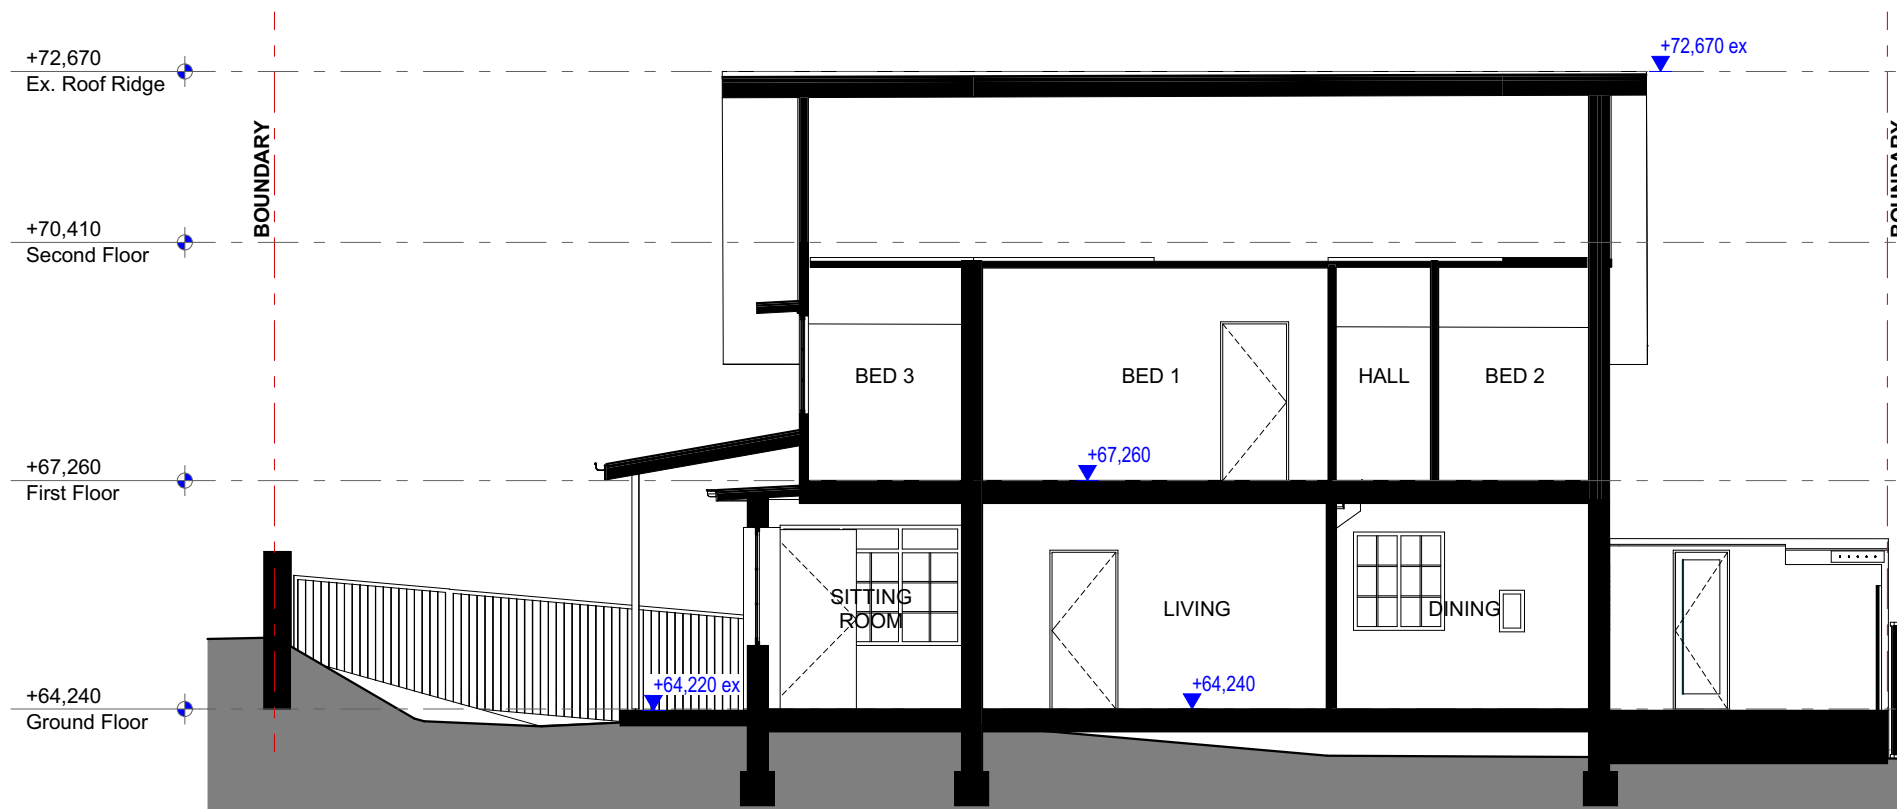 +72,670
Ex. Roof Ridge
+72,670 ex
BOUNDARY
BOUNDARY
+70,410
Second Floor
BED 3
BED 1
HALL
BED 2
+67,260
First Floor
+67,260
SITTING
ROOM
LIVING
DINING
+64,220 ex
+64,240
+64,240
Ground Floor